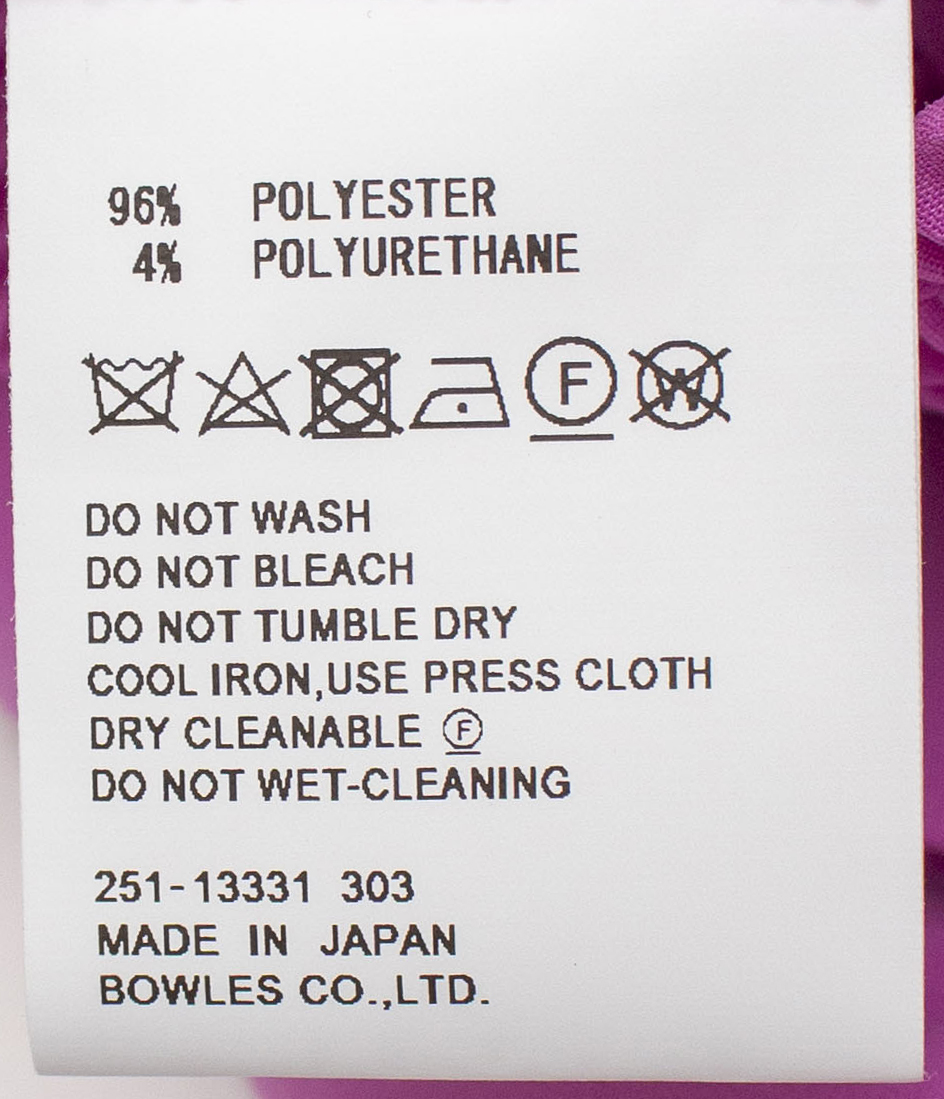 96% POLYESTER
4% POLYURETHANE
F W
DO NOT WASH
DO NOT BLEACH
DO NOT TUMBLE DRY
COOL IRON,USE PRESS CLOTH
DRY CLEANABLE Ⓕ
DO NOT WET-CLEANING
251-13331 303
MADE IN JAPAN
BOWLES CO.,LTD.